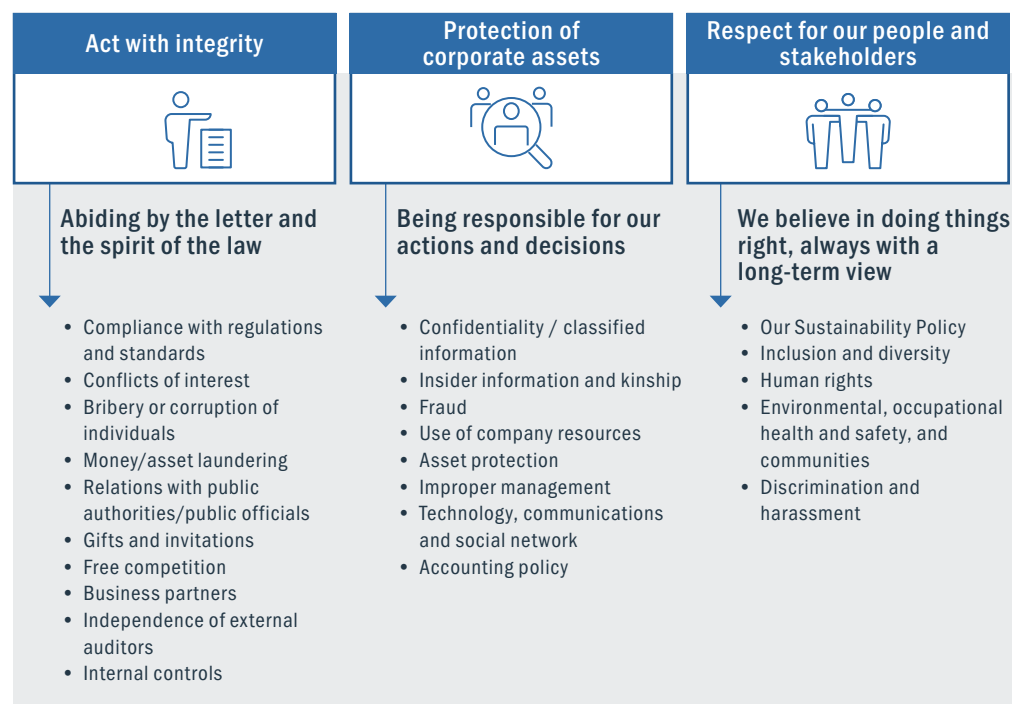 Act with integrity
Abiding by the letter and
the spirit of the law
• Compliance with regulations
and standards
• Conflicts of interest
• Bribery or corruption of
individuals
• Money/asset laundering
• Relations with public
authorities/public officials
• Gifts and invitations
• Free competition
• Business partners
• Independence of external
auditors
• Internal controls
Protection of
corporate assets
Being responsible for our
actions and decisions
• Confidentiality / classified
information
• Insider information and kinship
• Fraud
• Use of company resources
• Asset protection
• Improper management
• Technology, communications
and social network
• Accounting policy
Respect for our people and
stakeholders
We believe in doing things
right, always with a
long-term view
• Our Sustainability Policy
• Inclusion and diversity
• Human rights
• Environmental, occupational
health and safety, and
communities
• Discrimination and
harassment